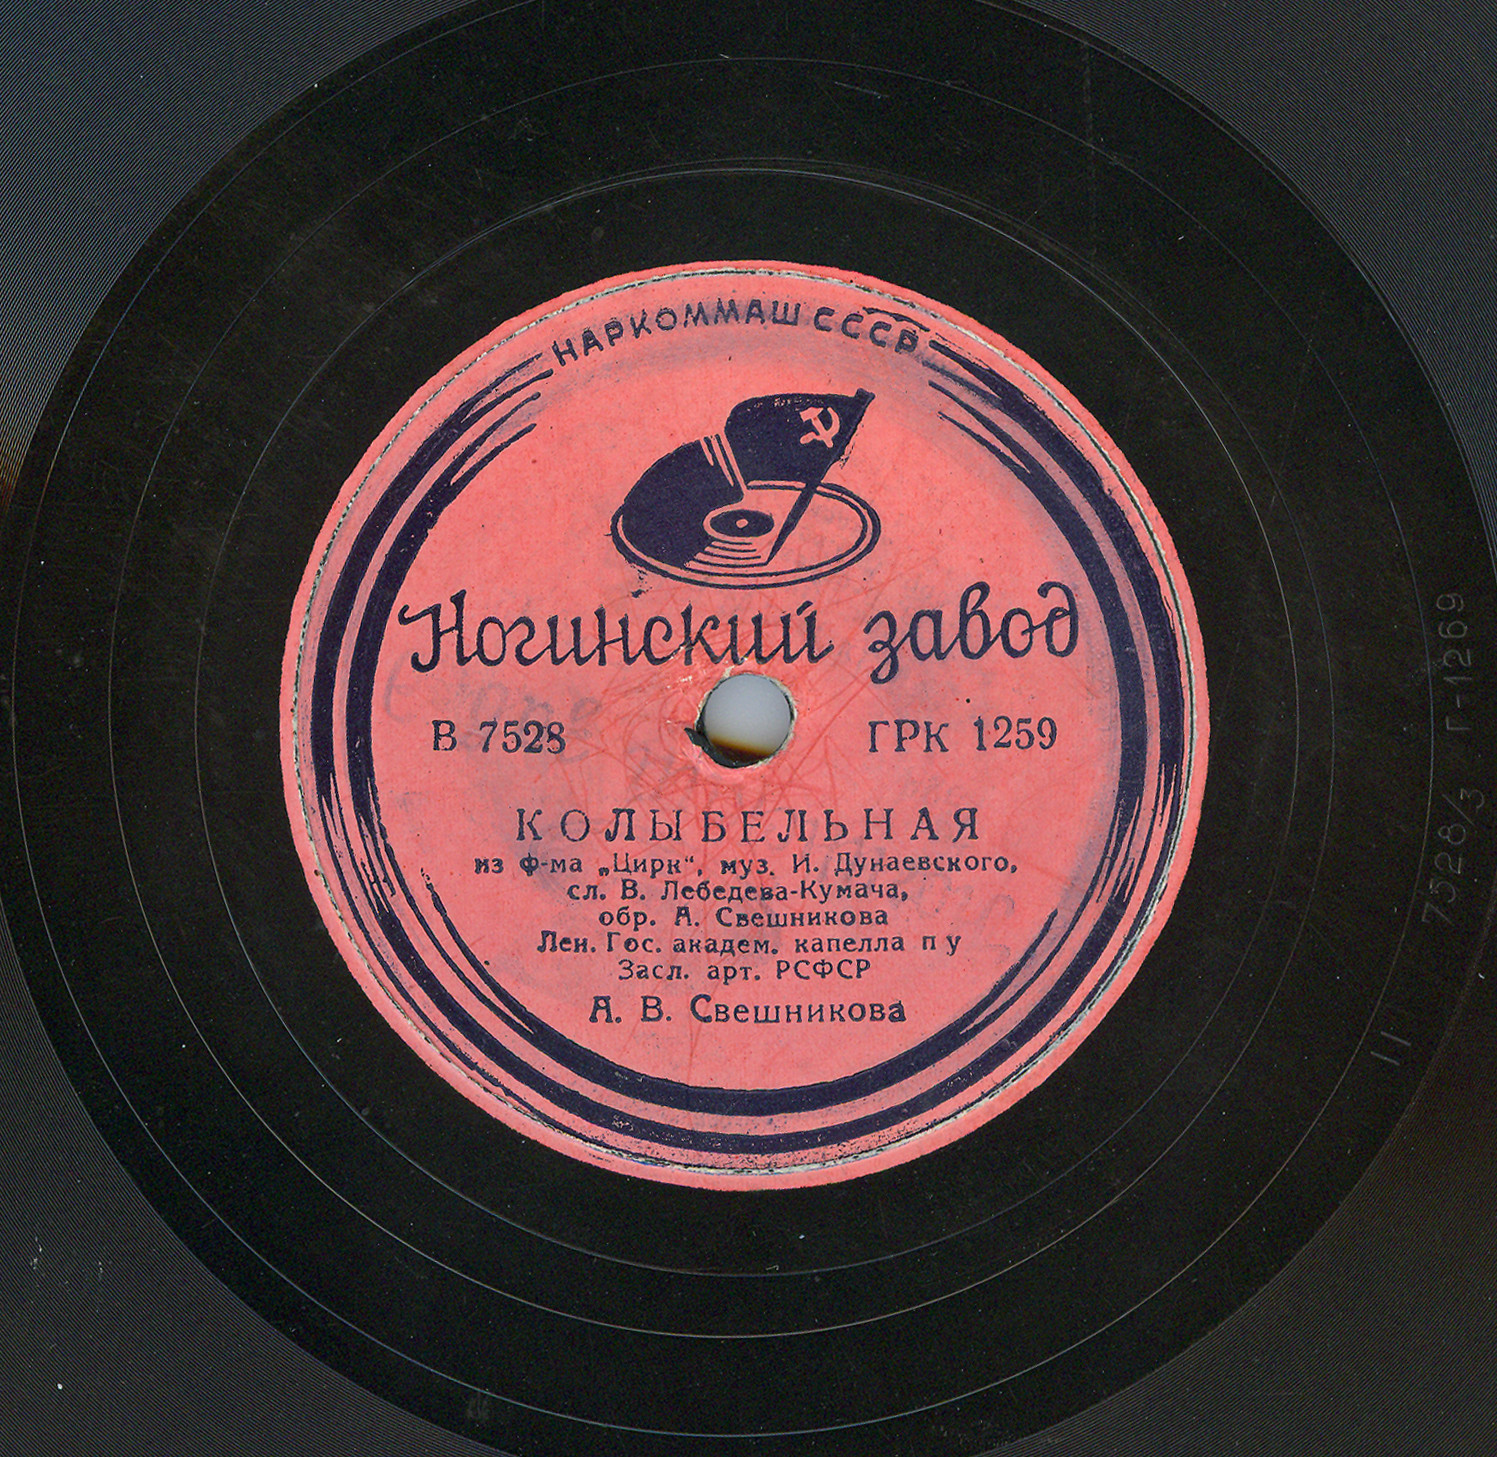 НАРКОММАШ СССР
Ногинский завод
В 7528 ГРК 1259
КОЛЫБЕЛЬНАЯ
из ф-ма „Цирк“, муз. И. Дунаевского,
сл. В. Лебедева-Кумача,
обр. А. Свешникова
Лен. Гос. академ. капелла п у
Засл. арт. РСФСР
А. В. Свешникова
7528/3 Г-1269
11